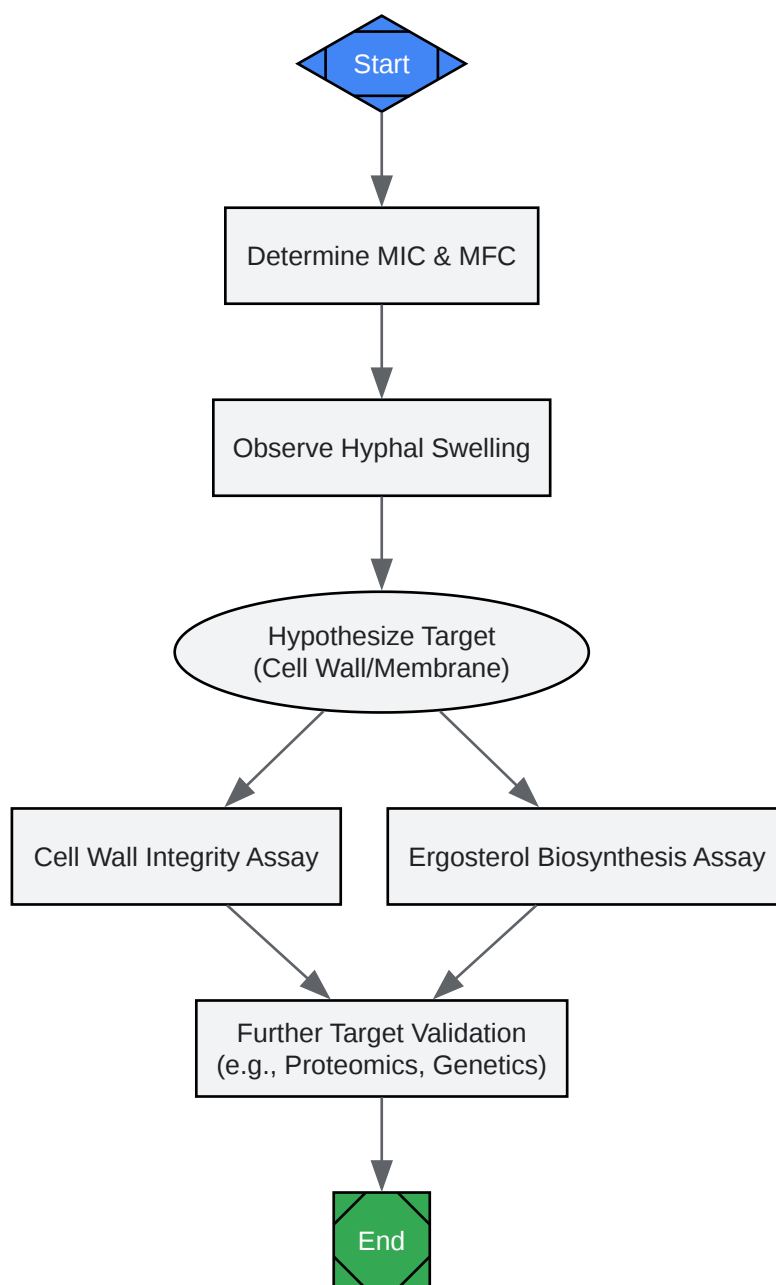 Start
Determine MIC & MFC
Observe Hyphal Swelling
Hypothesize Target
(Cell Wall/Membrane)
Cell Wall Integrity Assay
Ergosterol Biosynthesis Assay
Further Target Validation
(e.g., Proteomics, Genetics)
End